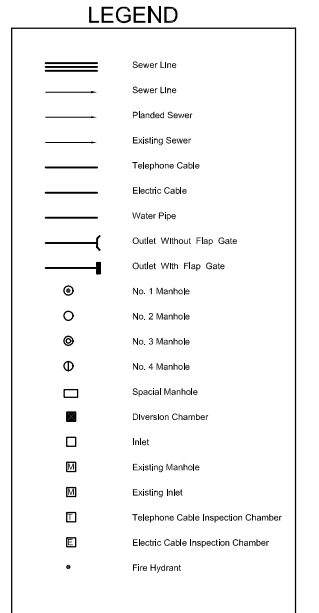 LEGEND
Sewer Line
Sewer Line
Planded Sewer
Existing Sewer
Telephone Cable
Electric Cable
Water Pipe
Outlet Without Flap Gate
Outlet With Flap Gate
No. 1 Manhole
No. 2 Manhole
No. 3 Manhole
No. 4 Manhole
Spacial Manhole
Diversion Chamber
Inlet
M Existing Manhole
M Existing Inlet
T Telephone Cable Inspection Chamber
E Electric Cable Inspection Chamber
Fire Hydrant